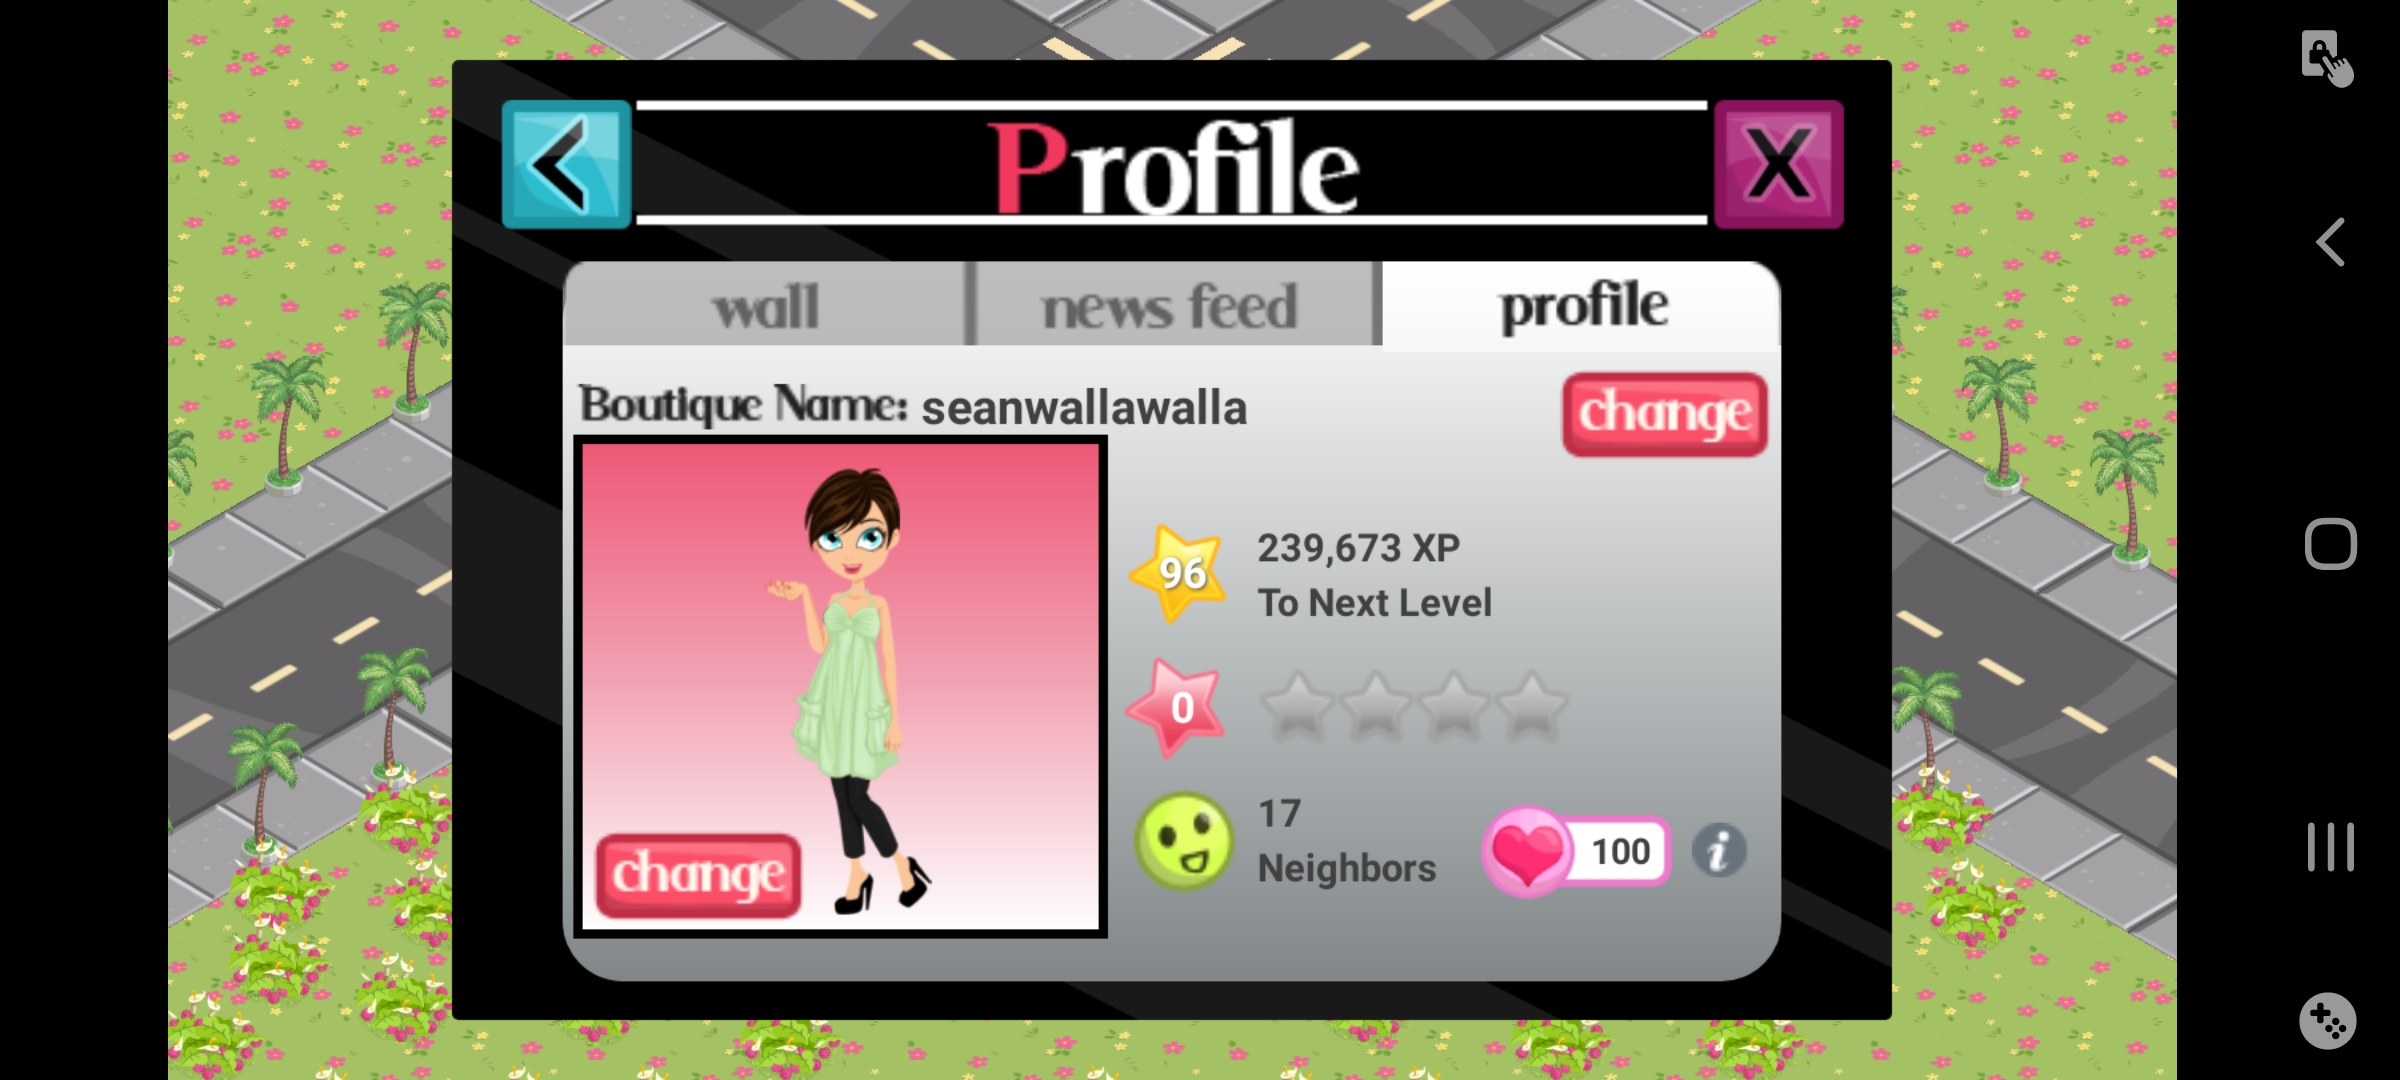 Profile
X
wall
news feed
profile
Boutique Name: seanwallawalla
change
96
239,673 XP
To Next Level
0
17
Neighbors
100
i
change